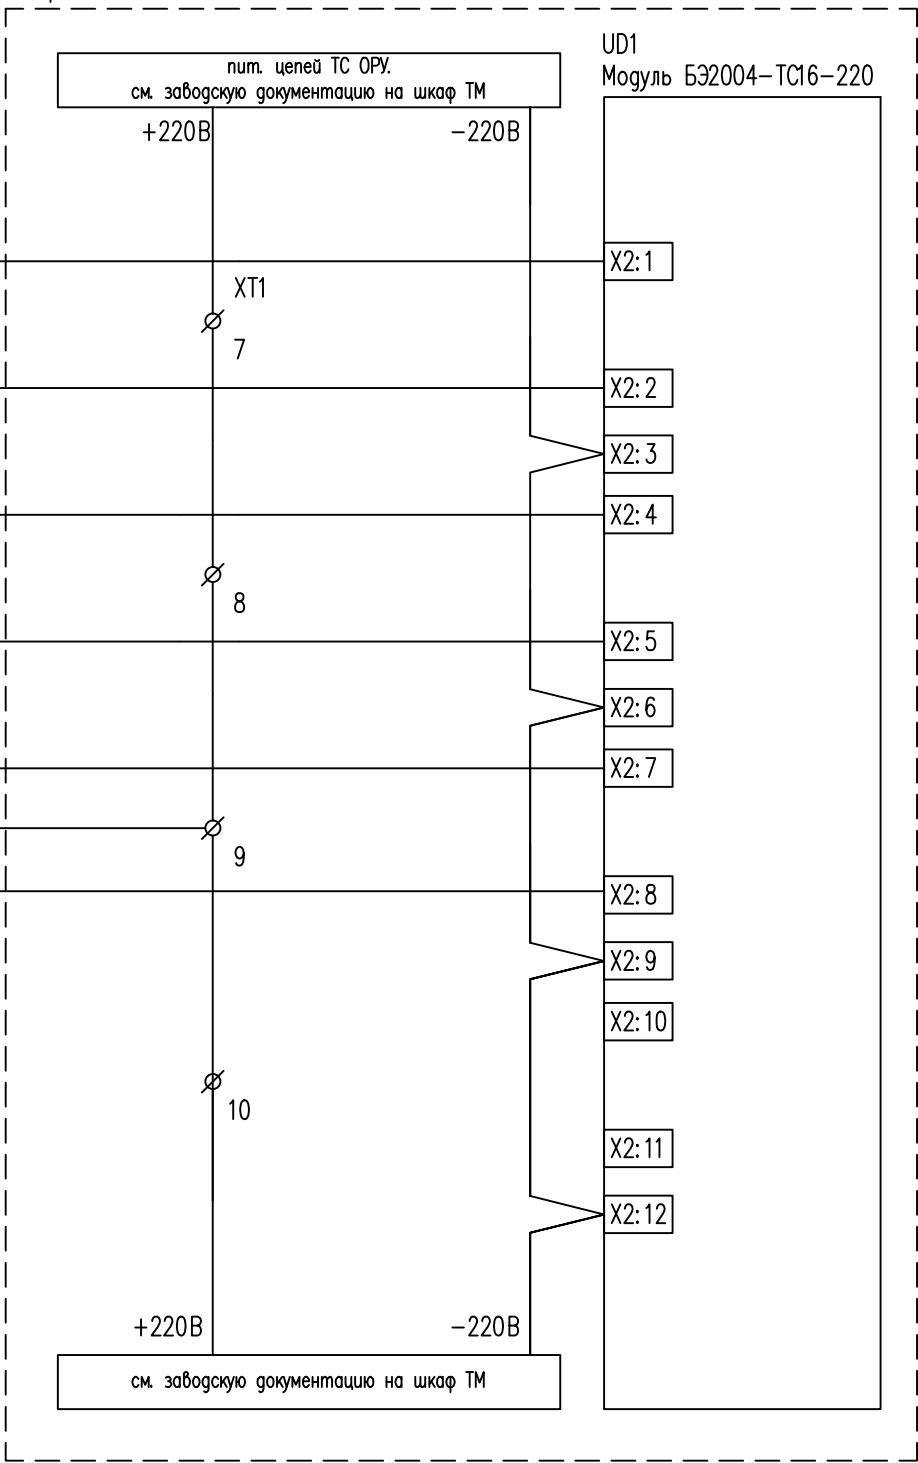 UD1
Модуль БЭ2004-ТС16-220
пит. цепей ТС ОРУ.
см. заводскую документацию на шкаф ТМ
+220В
-220В
X2:1
XT1
7
X2:2
X2:3
X2:4
8
X2:5
X2:6
X2:7
9
X2:8
X2:9
X2:10
10
X2:11
X2:12
+220В
-220В
см. заводскую документацию на шкаф ТМ